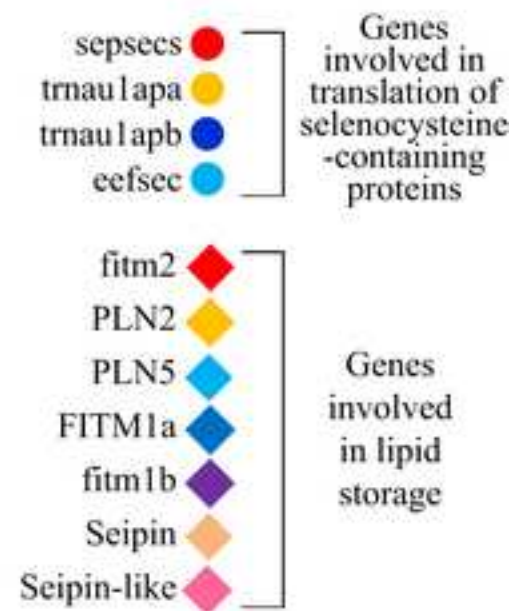 sepsecs
trnau1apa
trnau1apb
eefsec
Genes
involved in
translation of
selenocysteine
-containing
proteins
fitm2
PLN2
PLN5
FITM1a
fitm1b
Seipin
Seipin-like
Genes
involved
in lipid
storage